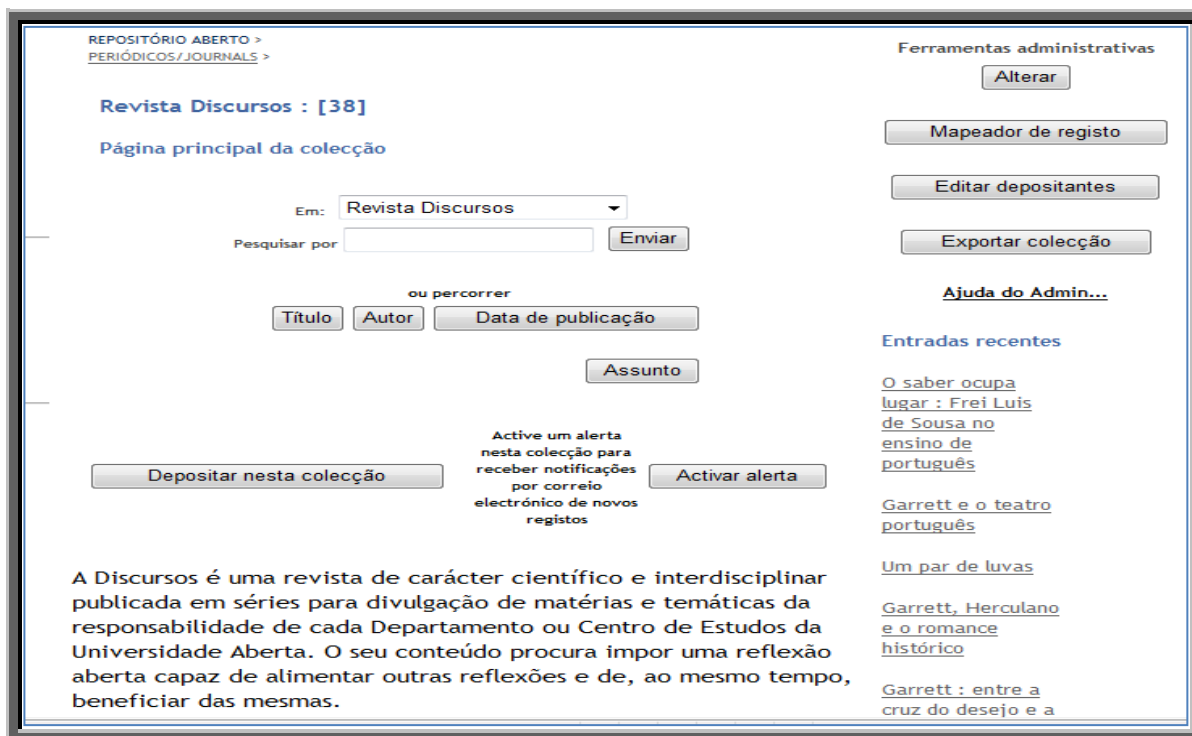 REPOSITÓRIO ABERTO >
PERIÓDICOS/JOURNALS >
Revista Discursos : [38]
Página principal da colecção
Em: Revista Discursos
Pesquisar por Enviar
ou percorrer
Título Autor Data de publicação
Assunto
Depositar nesta colecção
Active um alerta
nesta colecção para
receber notificações
por correio
electrónico de novos
registos
Activar alerta
A Discursos é uma revista de carácter científico e interdisciplinar
publicada em séries para divulgação de matérias e temáticas da
responsabilidade de cada Departamento ou Centro de Estudos da
Universidade Aberta. O seu conteúdo procura impor uma reflexão
aberta capaz de alimentar outras reflexões e de, ao mesmo tempo,
beneficiar das mesmas.
Ferramentas administrativas
Alterar
Mapeador de registo
Editar depositantes
Exportar colecção
Ajuda do Admin...
Entradas recentes
O saber ocupa
lugar : Frei Luis
de Sousa no
ensino de
português
Garrett e o teatro
português
Um par de luvas
Garrett, Herculano
e o romance
histórico
Garrett : entre a
cruz do desejo e a